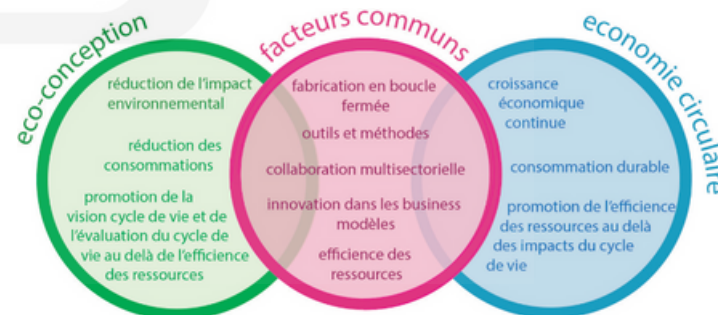 eco-conception
réduction de l'impact
environnemental
réduction des
consommations
promotion de la
vision cycle de vie et de
l'évaluation du cycle de
vie au delà de l'efficience
des ressources
facteurs communs
fabrication en boucle
fermée
outils et méthodes
collaboration multisectorielle
innovation dans les business
modèles
efficience des
ressources
economie circulaire
croissance
économique
continue
consommation durable
promotion de l'efficience
des ressources au delà
des impacts du cycle
de vie